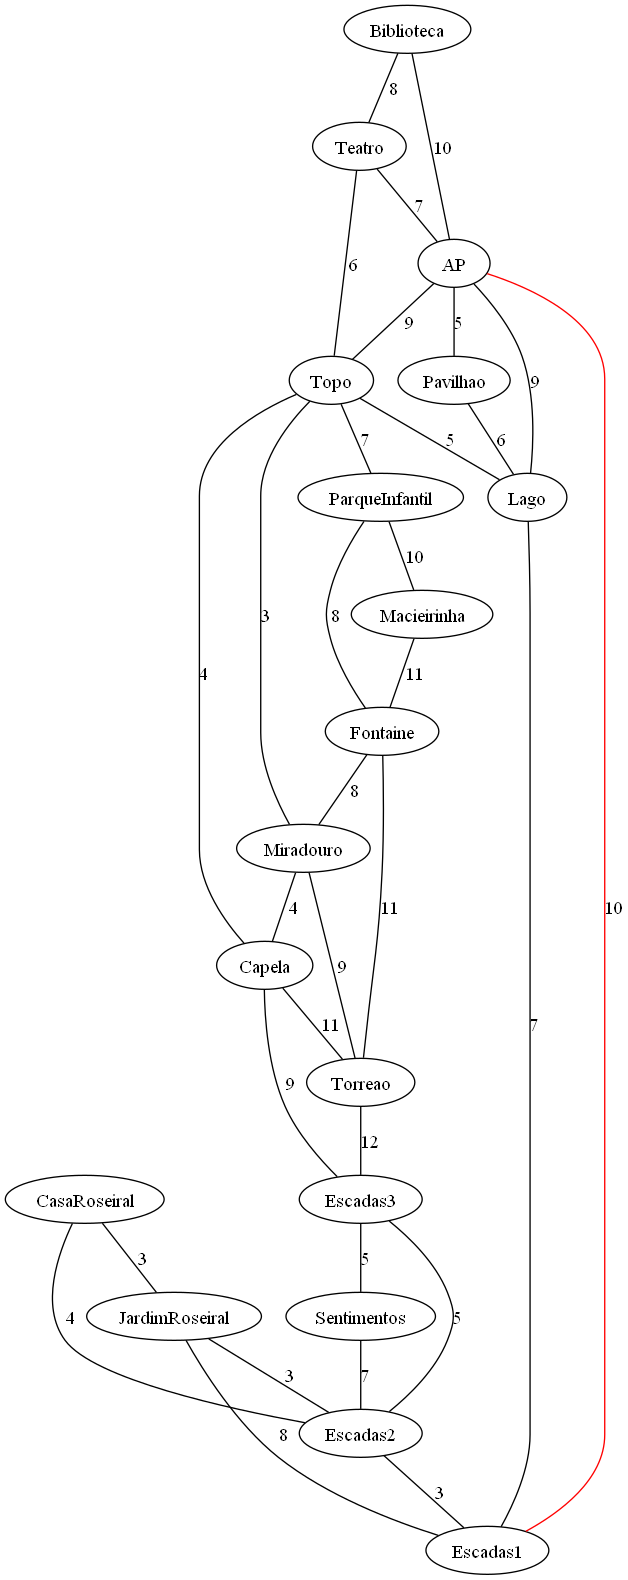 Biblioteca
8
Teatro
10
7
AP
6
9
5
9
Topo
Pavilhao
7
5
6
ParqueInfantil
Lago
10
3
8
Macieirinha
4
11
Fontaine
8
Miradouro
4
11
10
Capela
9
11
7
Torreao
9
12
CasaRoseiral
Escadas3
3
5
JardimRoseiral
Sentimentos
4
5
3
7
Escadas2
8
3
Escadas1